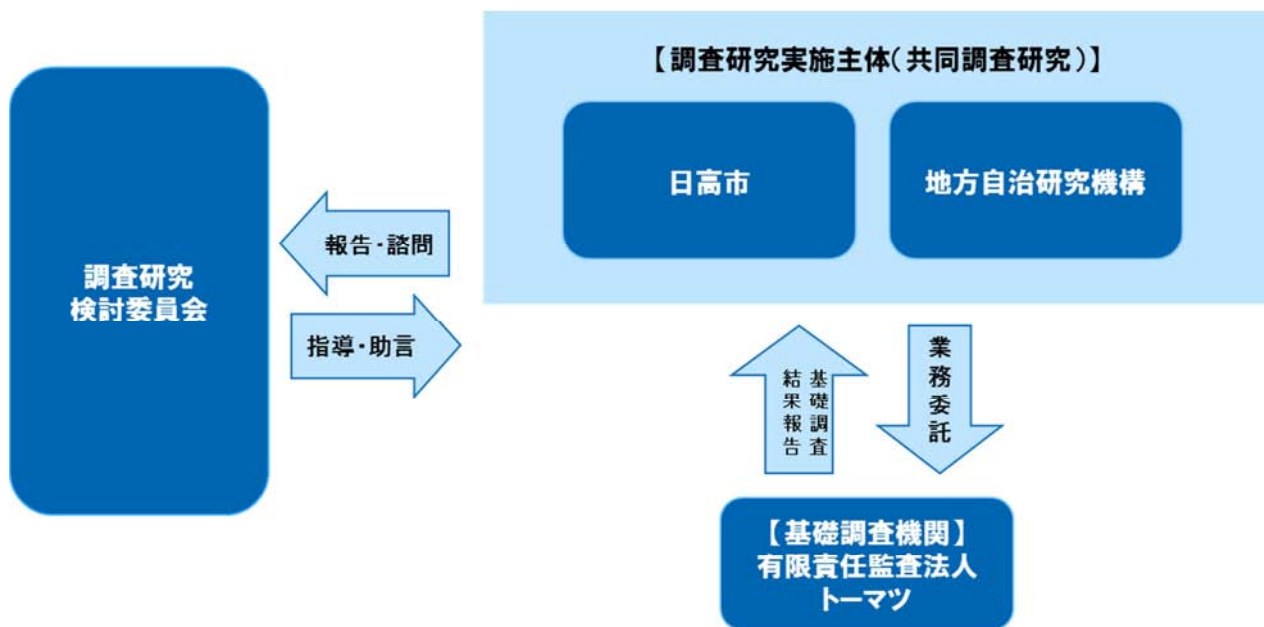 【調査研究実施主体(共同調査研究)】
日高市
地方自治研究機構
調査研究
検討委員会
報告・諮問
指導・助言
基礎調査
結果報告
業務委託
【基礎調査機関】
有限責任監査法人
トーマツ